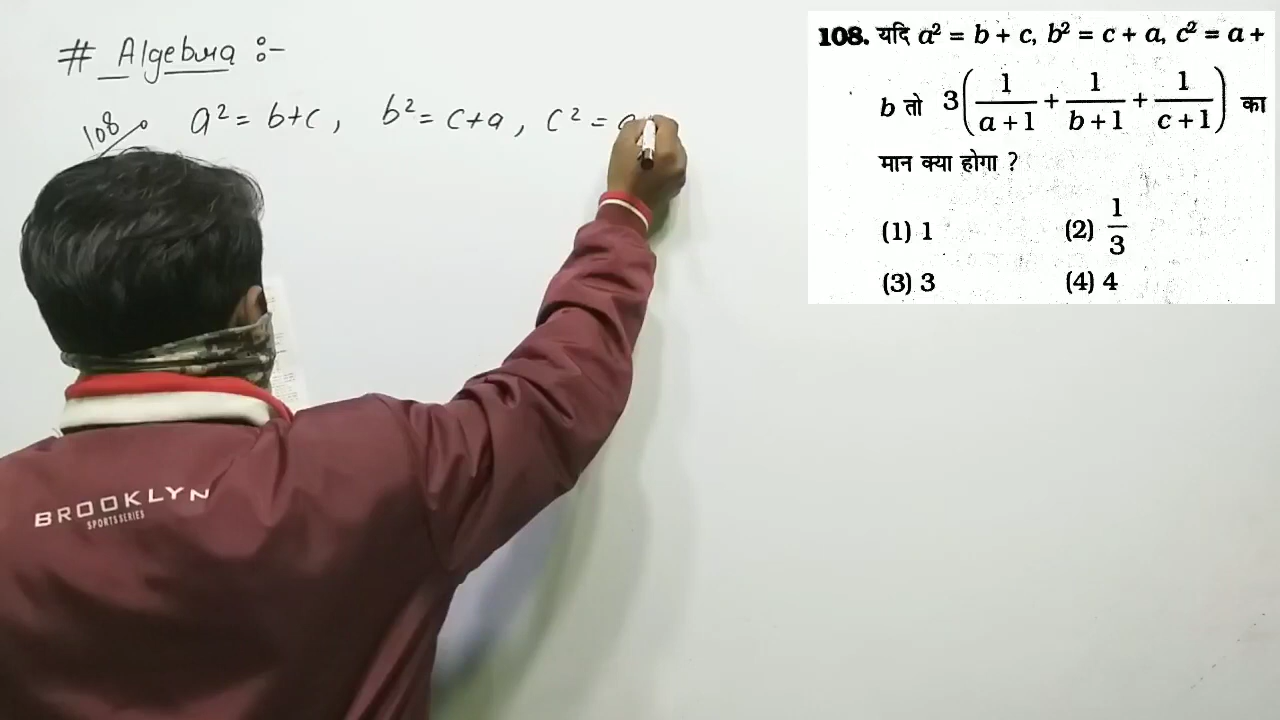 # Algebra :-
108 a² = b+c, b² = c+a, c² = a
BROOKLYN
SPORTS SERIES
108. यदि a² = b + c, b² = c + a, c² = a +
b तो 3(1/(a+1) + 1/(b+1) + 1/(c+1)) का
मान क्या होगा ?
(1) 1 (2) 1/3
(3) 3 (4) 4